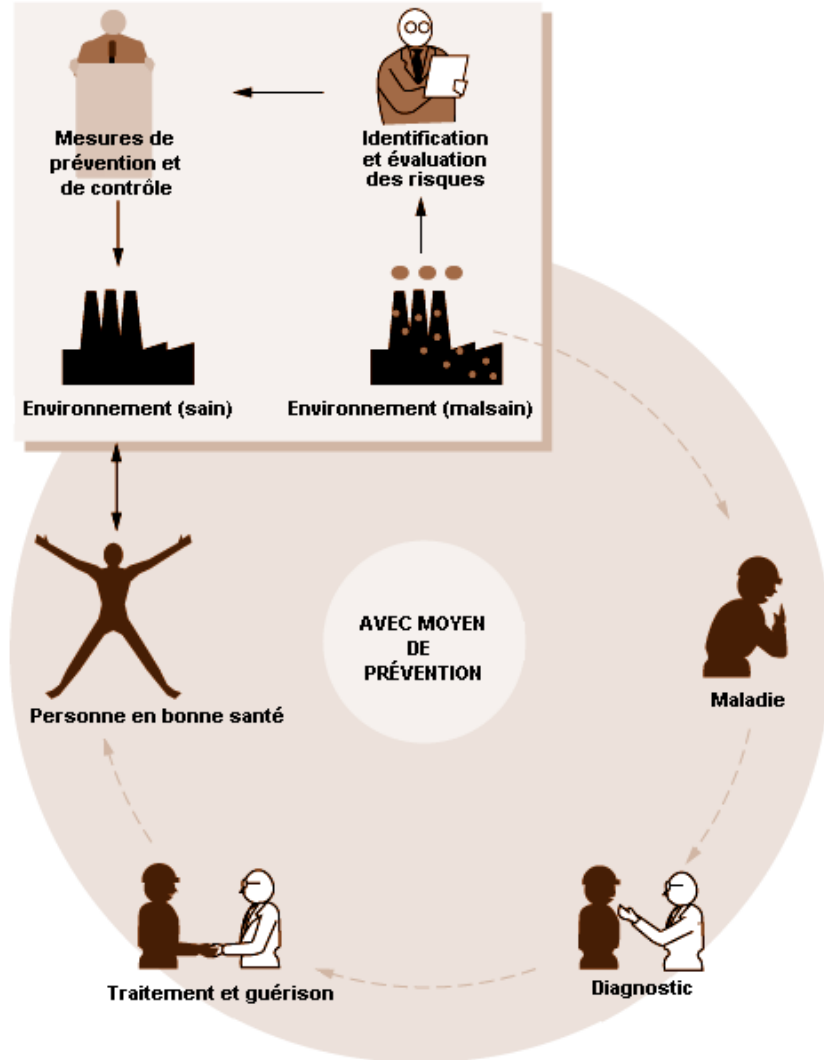 Mesures de
prévention et
de contrôle
Identification
et évaluation
des risques
Environnement (sain)
Environnement (malsain)
AVEC MOYEN
DE
PRÉVENTION
Personne en bonne santé
Maladie
Traitement et guérison
Diagnostic